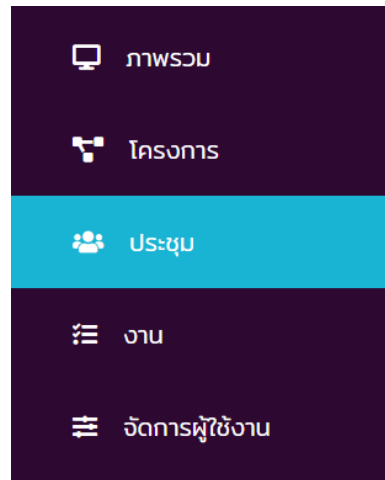 ภาพรวม
โครงการ
ประชุม
งาน
จัดการผู้ใช้งาน